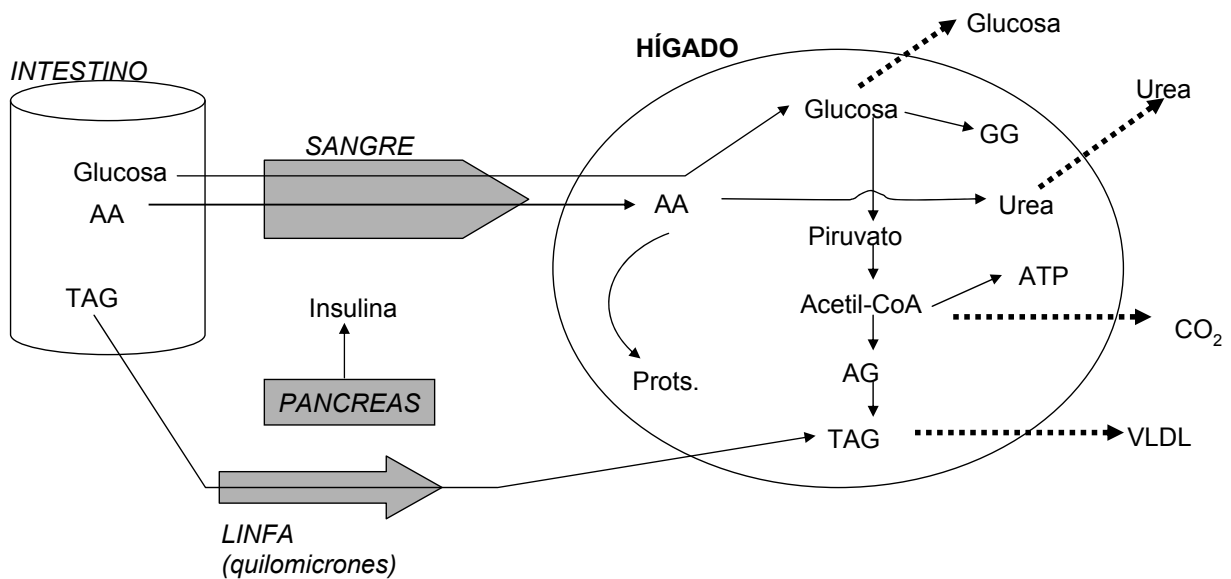 Glucosa
HÍGADO
INTESTINO
Urea
Glucosa
GG
SANGRE
Glucosa
AA
AA
Urea
Piruvato
TAG
ATP
Insulina
Acetil-CoA
CO₂
Prots.
AG
PANCREAS
TAG
VLDL
LINFA
(quilomicrones)